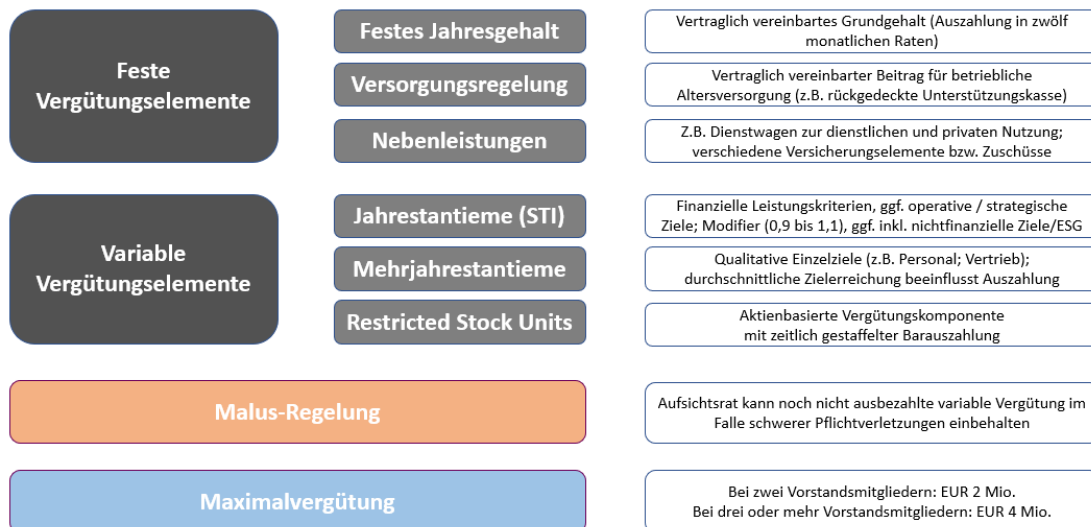 Feste
Vergütungselemente
Festes Jahresgehalt
Vertraglich vereinbartes Grundgehalt (Auszahlung in zwölf
monatlichen Raten)
Versorgungsregelung
Vertraglich vereinbarter Beitrag für betriebliche
Altersversorgung (z.B. rückgedeckte Unterstützungskasse)
Nebenleistungen
Z.B. Dienstwagen zur dienstlichen und privaten Nutzung;
verschiedene Versicherungselemente bzw. Zuschüsse
Variable
Vergütungselemente
Jahrestantieme (STI)
Finanzielle Leistungskriterien, ggf. operative / strategische
Ziele; Modifier (0,9 bis 1,1), ggf. inkl. nichtfinanzielle Ziele/ESG
Mehrjahrestantieme
Qualitative Einzelziele (z.B. Personal; Vertrieb);
durchschnittliche Zielerreichung beeinflusst Auszahlung
Restricted Stock Units
Aktienbasierte Vergütungskomponente
mit zeitlich gestaffelter Barauszahlung
Malus-Regelung
Aufsichtsrat kann noch nicht ausbezahlte variable Vergütung im
Falle schwerer Pflichtverletzungen einbehalten
Maximalvergütung
Bei zwei Vorstandsmitgliedern: EUR 2 Mio.
Bei drei oder mehr Vorstandsmitgliedern: EUR 4 Mio.